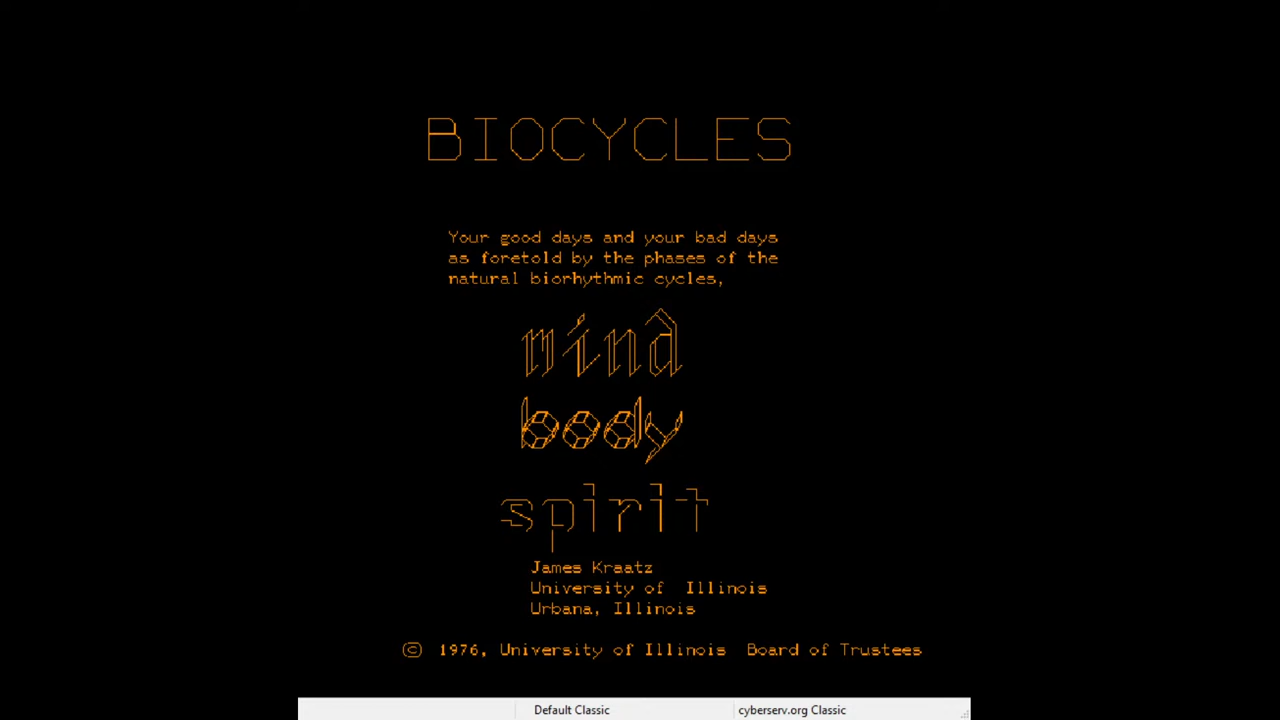 BIOCYCLES
Your good days and your bad days
as foretold by the phases of the
natural biorhythmic cycles,
mind
body
spirit
James Kraatz
University of Illinois
Urbana, Illinois
© 1976, University of Illinois Board of Trustees
Default Classic cyberserv.org Classic